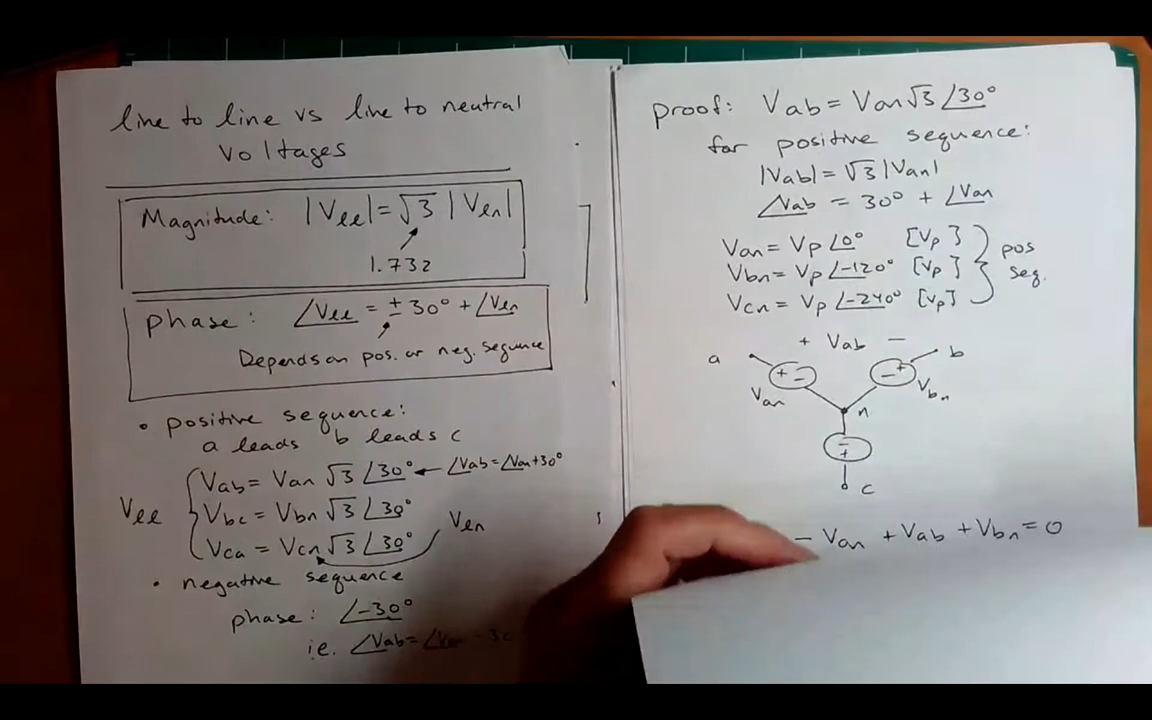 line to line vs line to neutral
voltages
Magnitude: |Vℓℓ| = √3 |Vℓn|
1.732
phase: ∠Vℓℓ = ± 30° + ∠Vℓn
Depends on pos. or neg. sequence
• positive sequence:
a leads b leads c
Vab = Van √3 ∠30° ← ∠Vab = ∠Van + 30°
Vℓℓ
Vbc = Vbn √3 ∠30°
Vℓn
Vca = Vcn √3 ∠30°
• negative sequence
phase: ∠-30°
i.e. ∠Vab = ∠Van - 30
proof: Vab = Van √3 ∠30°
for positive sequence:
|Vab| = √3 |Van|
∠Vab = 30° + ∠Van
Van = Vp ∠0° [Vp]
Vbn = Vp ∠-120° [Vp]
Vcn = Vp ∠-240° [Vp]
pos
seq.
+ Vab -
a
b
+ -
- +
Van
Vbn
n
-
+
c
- Van + Vab + Vbn = 0